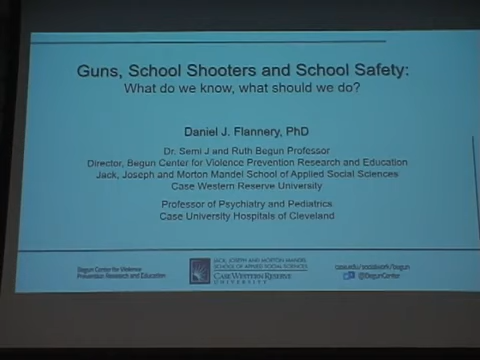 Guns, School Shooters and School Safety:
What do we know, what should we do?
Daniel J. Flannery, PhD
Dr. Semi J and Ruth Begun Professor
Director, Begun Center for Violence Prevention Research and Education
Jack, Joseph and Morton Mandel School of Applied Social Sciences
Case Western Reserve University
Professor of Psychiatry and Pediatrics
Case University Hospitals of Cleveland
Begun Center for Violence
Prevention Research and Education
JACK, JOSEPH AND MORTON MANDEL
SCHOOL OF APPLIED SOCIAL SCIENCES
CASE WESTERN RESERVE
UNIVERSITY
case.edu/socialwork/begun
@BegunCenter